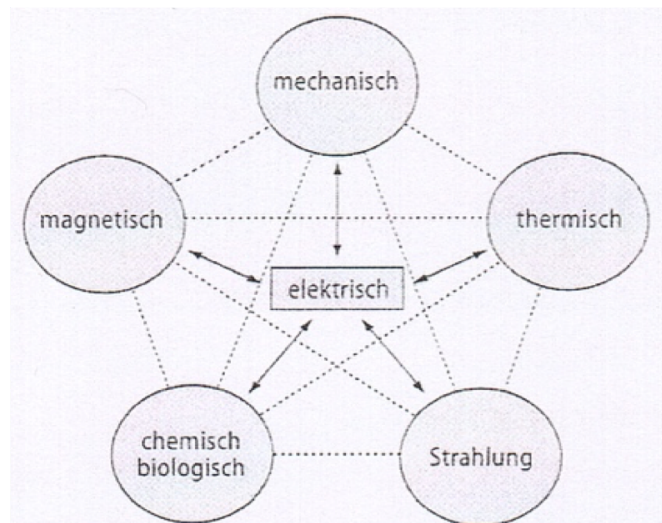 mechanisch
magnetisch
thermisch
elektrisch
chemisch
biologisch
Strahlung